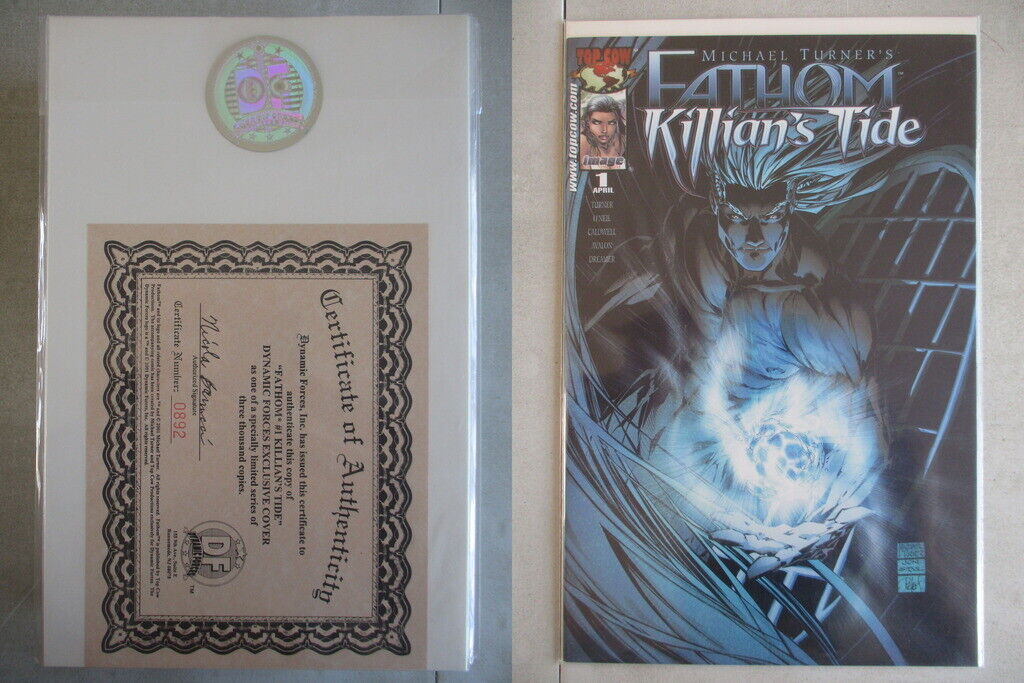 Certificate of Authenticity
Dynamic Forces, Inc. has issued this certificate to
authenticate this copy of
"FATHOM" #1 KILLIAN'S TIDE"
DYNAMIC FORCES EXCLUSIVE COVER
as one of a specially limited series of
three thousand copies.
Authorized Signature
Certificate Number: 0892
DF
TM
MICHAEL TURNER'S
FATHOM
Killian's Tide
TOP COW
www.topcow.com
image
1
APRIL
TURNER
O'NEIL
CALDWELL
AVALON
DREAMER